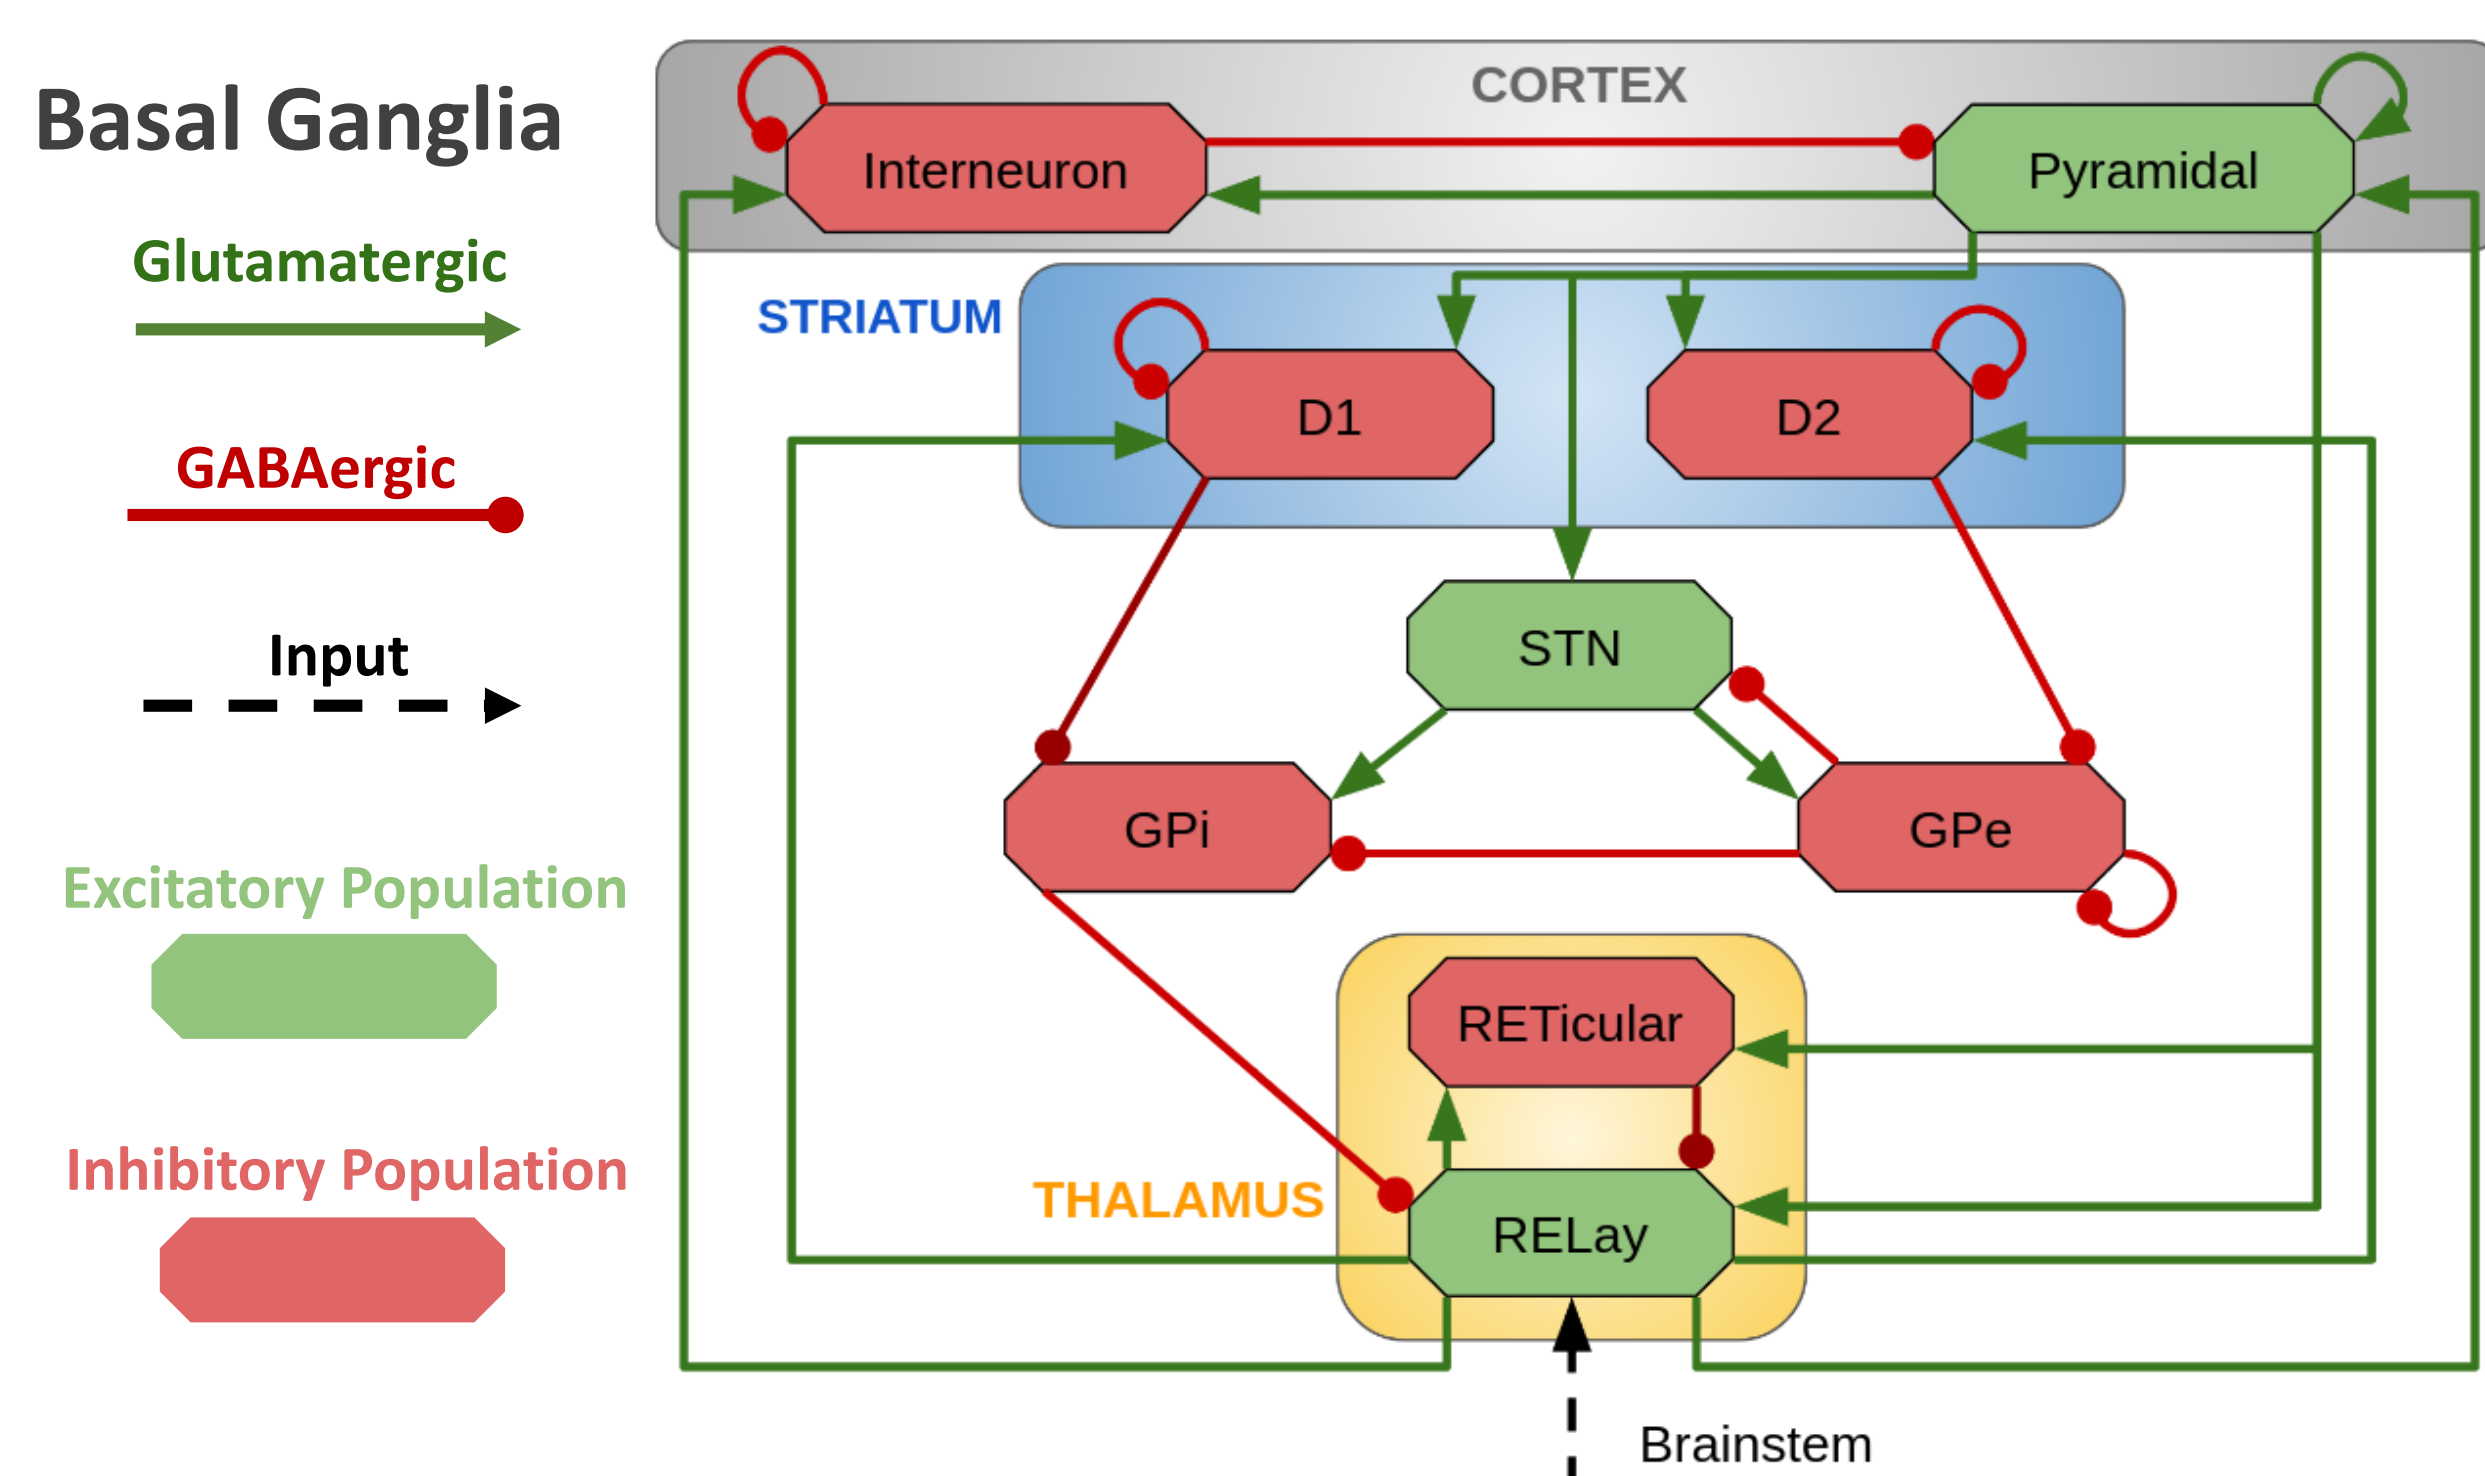 Basal Ganglia
Glutamatergic
GABAergic
Input
Excitatory Population
Inhibitory Population
CORTEX
Interneuron
Pyramidal
STRIATUM
D1
D2
STN
GPi
GPe
RETicular
THALAMUS
RELay
Brainstem